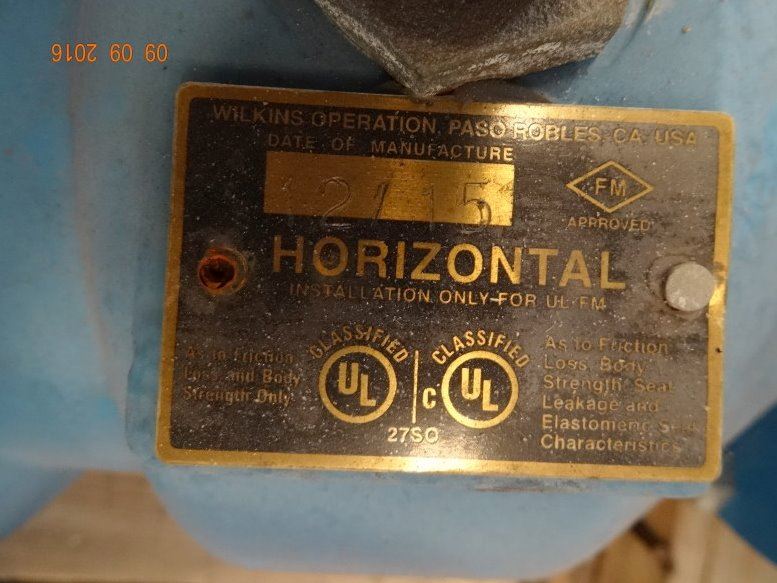 09 09 2016
WILKINS OPERATION, PASO ROBLES, CA, USA
DATE OF MANUFACTURE
12/15
FM
APPROVED
HORIZONTAL
INSTALLATION ONLY FOR UL-FM
As to Friction
Loss and Body
Strength Only
CLASSIFIED
UL
C
CLASSIFIED
UL
27SO
As to Friction
Loss Body
Strength Seat
Leakage and
Elastomeric Seal
Characteristics